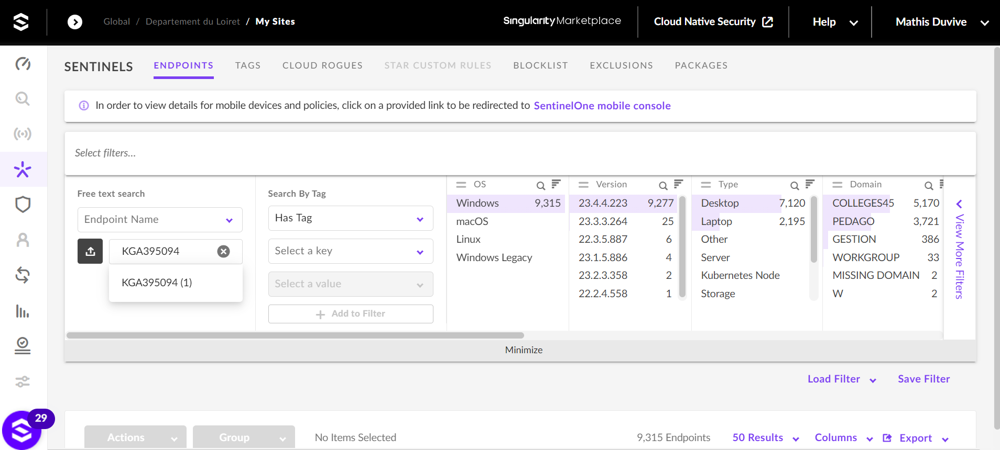 Global / Departement du Loiret / My Sites
Singularity Marketplace
Cloud Native Security
Help
Mathis Duvive
SENTINELS
ENDPOINTS
TAGS
CLOUD ROGUES
STAR CUSTOM RULES
BLOCKLIST
EXCLUSIONS
PACKAGES
In order to view details for mobile devices and policies, click on a provided link to be redirected to SentinelOne mobile console
Select filters...
Free text search
Endpoint Name
KGA395094
KGA395094 (1)
Search By Tag
Has Tag
Select a key
Select a value
Add to Filter
OS
Windows 9,315
macOS
Linux
Windows Legacy
Version
23.4.4.223 9,277
23.3.3.264 25
22.3.5.887 6
23.1.5.886 4
23.2.3.358 2
22.2.4.558 1
Type
Desktop 7,120
Laptop 2,195
Other
Server
Kubernetes Node
Storage
Domain
COLLEGES45 5,170
PEDAGO 3,721
GESTION 386
WORKGROUP 33
MISSING DOMAIN 2
W 2
View More Filters
Minimize
Load Filter
Save Filter
29
Actions
Group
No Items Selected
9,315 Endpoints
50 Results
Columns
Export